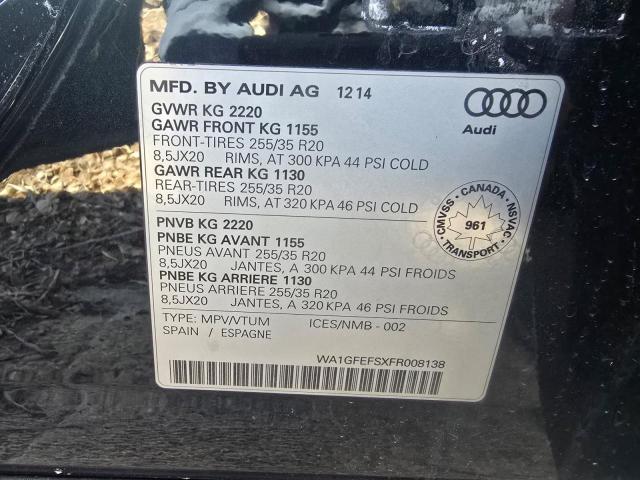 MFD. BY AUDI AG 12 14
Audi
GVWR KG 2220
GAWR FRONT KG 1155
FRONT-TIRES 255/35 R20
8,5JX20 RIMS, AT 300 KPA 44 PSI COLD
GAWR REAR KG 1130
REAR-TIRES 255/35 R20
8,5JX20 RIMS, AT 320 KPA 46 PSI COLD
CMVSS - CANADA - NSVAC
961
TRANSPORT
PNVB KG 2220
PNBE KG AVANT 1155
PNEUS AVANT 255/35 R20
8,5JX20 JANTES, A 300 KPA 44 PSI FROIDS
PNBE KG ARRIERE 1130
PNEUS ARRIERE 255/35 R20
8,5JX20 JANTES, A 320 KPA 46 PSI FROIDS
TYPE: MPV/VTUM ICES/NMB - 002
SPAIN / ESPAGNE
WA1GFEFSXFR008138